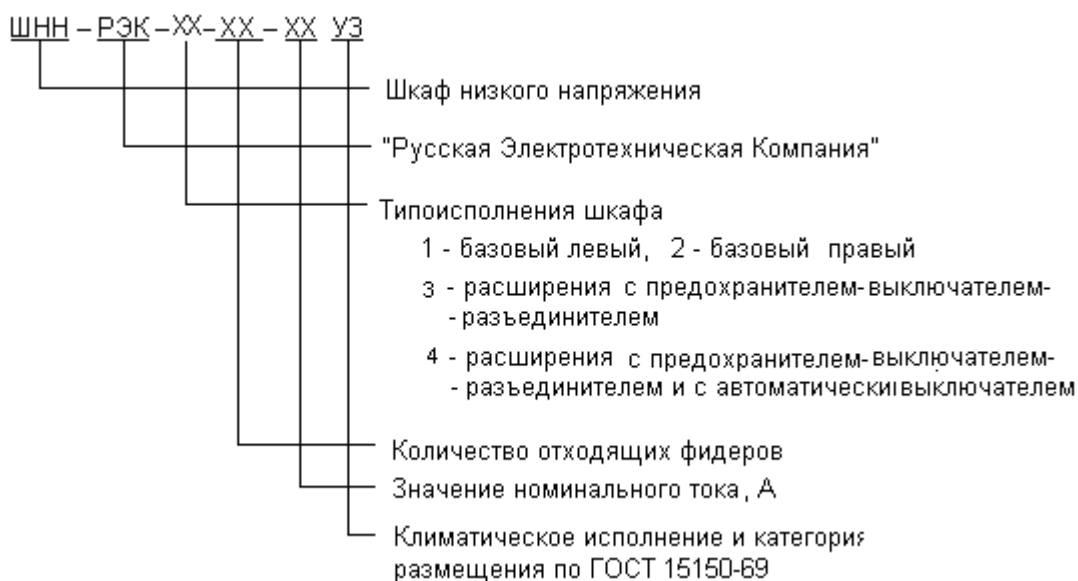 ШНН – РЭК – ХХ – ХХ – ХХ УЗ
Шкаф низкого напряжения
"Русская Электротехническая Компания"
Типоисполнения шкафа
1 - базовый левый, 2 - базовый правый
3 - расширения с предохранителем-выключателем-
- разъединителем
4 - расширения с предохранителем-выключателем-
- разъединителем и с автоматически выключателем
Количество отходящих фидеров
Значение номинального тока, А
Климатическое исполнение и категория
размещения по ГОСТ 15150-69